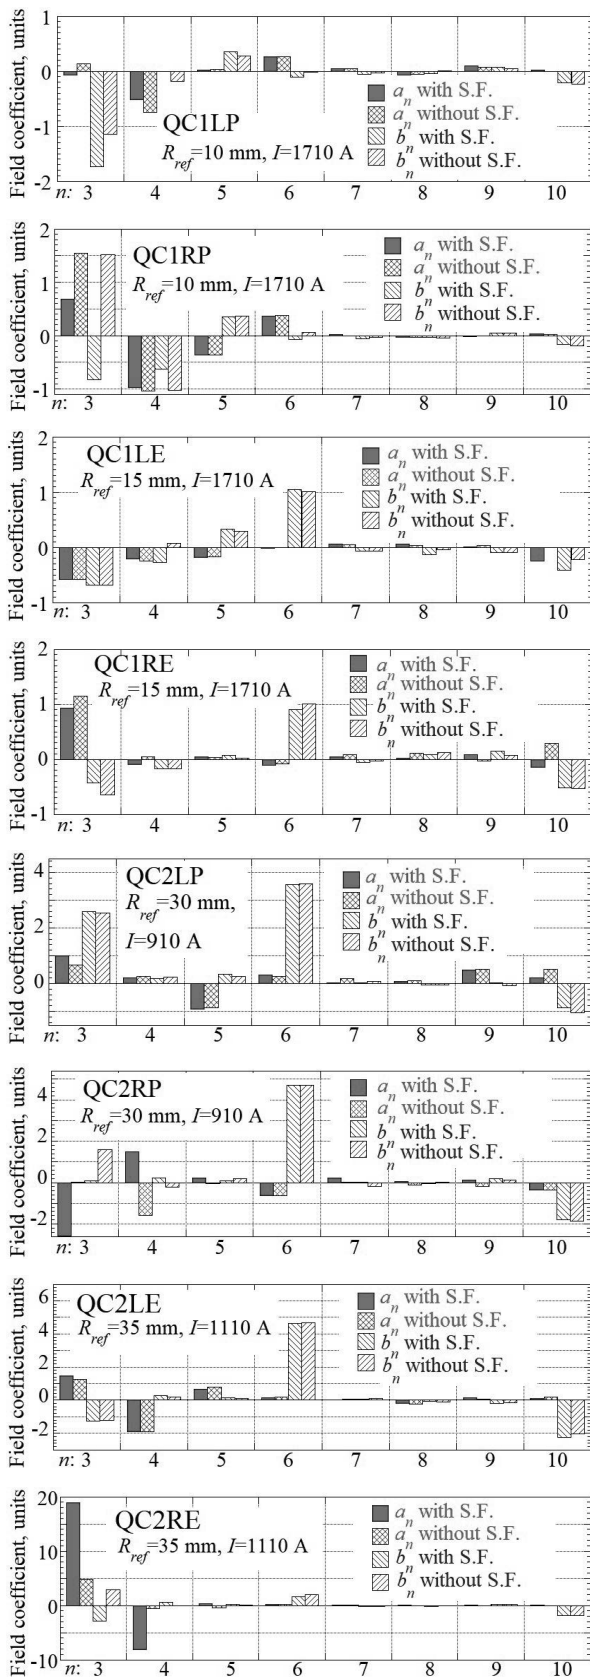 Field coefficient, units
1
0
-1
-2
QC1LP
R_ref=10 mm, I=1710 A
a_n with S.F.
a_n without S.F.
b_n with S.F.
b_n without S.F.
n: 3 4 5 6 7 8 9 10
Field coefficient, units
2
1
0
-1
QC1RP
R_ref=10 mm, I=1710 A
a_n with S.F.
a_n without S.F.
b_n with S.F.
b_n without S.F.
n: 3 4 5 6 7 8 9 10
Field coefficient, units
2
1
0
-1
QC1LE
R_ref=15 mm, I=1710 A
a_n with S.F.
a_n without S.F.
b_n with S.F.
b_n without S.F.
n: 3 4 5 6 7 8 9 10
Field coefficient, units
2
1
0
-1
QC1RE
R_ref=15 mm, I=1710 A
a_n with S.F.
a_n without S.F.
b_n with S.F.
b_n without S.F.
n: 3 4 5 6 7 8 9 10
Field coefficient, units
4
2
0
QC2LP
R_ref=30 mm,
I=910 A
a_n with S.F.
a_n without S.F.
b_n with S.F.
b_n without S.F.
n: 3 4 5 6 7 8 9 10
Field coefficient, units
4
2
0
-2
QC2RP
R_ref=30 mm, I=910 A
a_n with S.F.
a_n without S.F.
b_n with S.F.
b_n without S.F.
n: 3 4 5 6 7 8 9 10
Field coefficient, units
6
4
2
0
-2
QC2LE
R_ref=35 mm, I=1110 A
a_n with S.F.
a_n without S.F.
b_n with S.F.
b_n without S.F.
n: 3 4 5 6 7 8 9 10
Field coefficient, units
20
10
0
-10
QC2RE
R_ref=35 mm, I=1110 A
a_n with S.F.
a_n without S.F.
b_n with S.F.
b_n without S.F.
n: 3 4 5 6 7 8 9 10